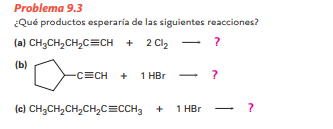 Problema 9.3
¿Qué productos esperaría de las siguientes reacciones?
(a) CH₃CH₂CH₂C≡CH + 2 Cl₂ → ?
(b)
C≡CH + 1 HBr → ?
(c) CH₃CH₂CH₂CH₂C≡CCH₃ + 1 HBr → ?